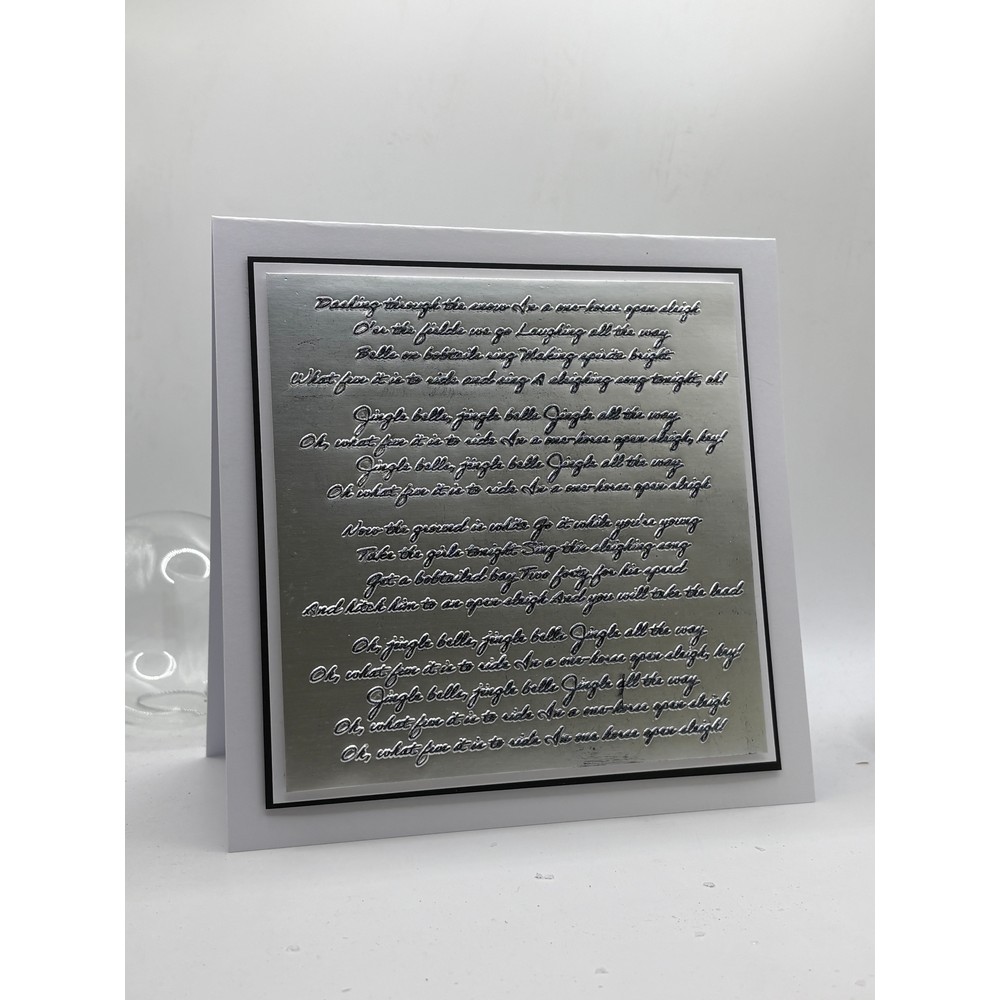 Dashing through the snow In a one-horse open sleigh
O'er the fields we go Laughing all the way
Bells on bobtails ring Making spirits bright
What fun it is to ride and sing A sleighing song tonight, oh!
Jingle bells, jingle bells Jingle all the way
Oh, what fun it is to ride In a one-horse open sleigh, hey!
Jingle bells, jingle bells Jingle all the way
Oh what fun it is to ride In a one-horse open sleigh
Now the ground is white Go it while you're young
Take the girls tonight Sing this sleighing song
Get a bobtailed bay Two forty for his speed
And hitch him to an open sleigh And you will take the lead
Oh, jingle bells, jingle bells Jingle all the way
Oh, what fun it is to ride In a one-horse open sleigh, hey!
Jingle bells, jingle bells Jingle all the way
Oh, what fun it is to ride In a one-horse open sleigh
Oh, what fun it is to ride In one horse open sleigh!